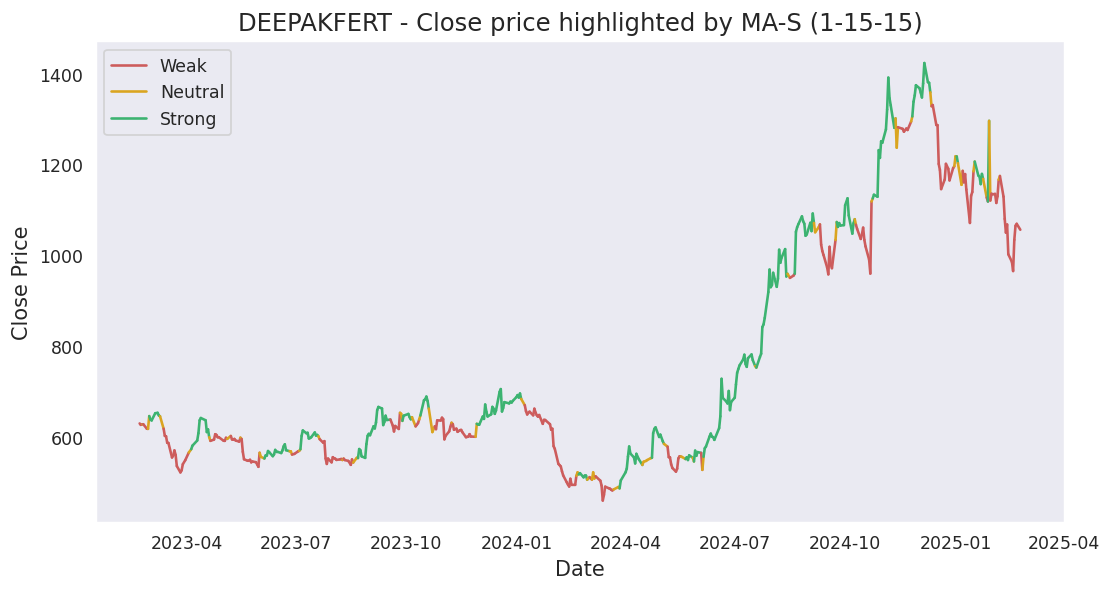 DEEPAKFERT - Close price highlighted by MA-S (1-15-15)
Weak
Neutral
Strong
Close Price
1400
1200
1000
800
600
2023-04 2023-07 2023-10 2024-01 2024-04 2024-07 2024-10 2025-01 2025-04
Date